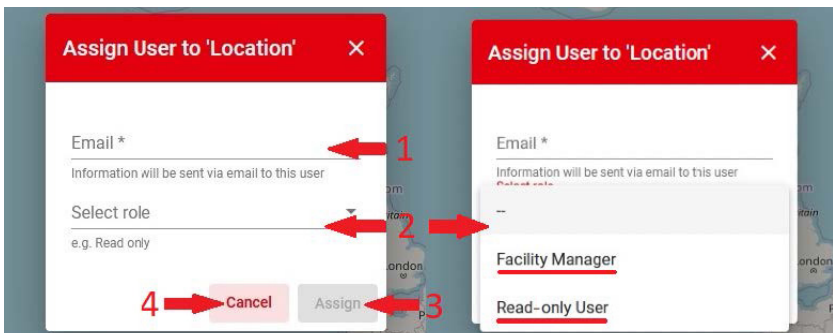 Assign User to 'Location'
Email *
1
Information will be sent via email to this user
Select role
2
e.g. Read only
4
Cancel
Assign
3
Assign User to 'Location'
Email *
Information will be sent via email to this user
Select role
--
Facility Manager
Read-only User
London